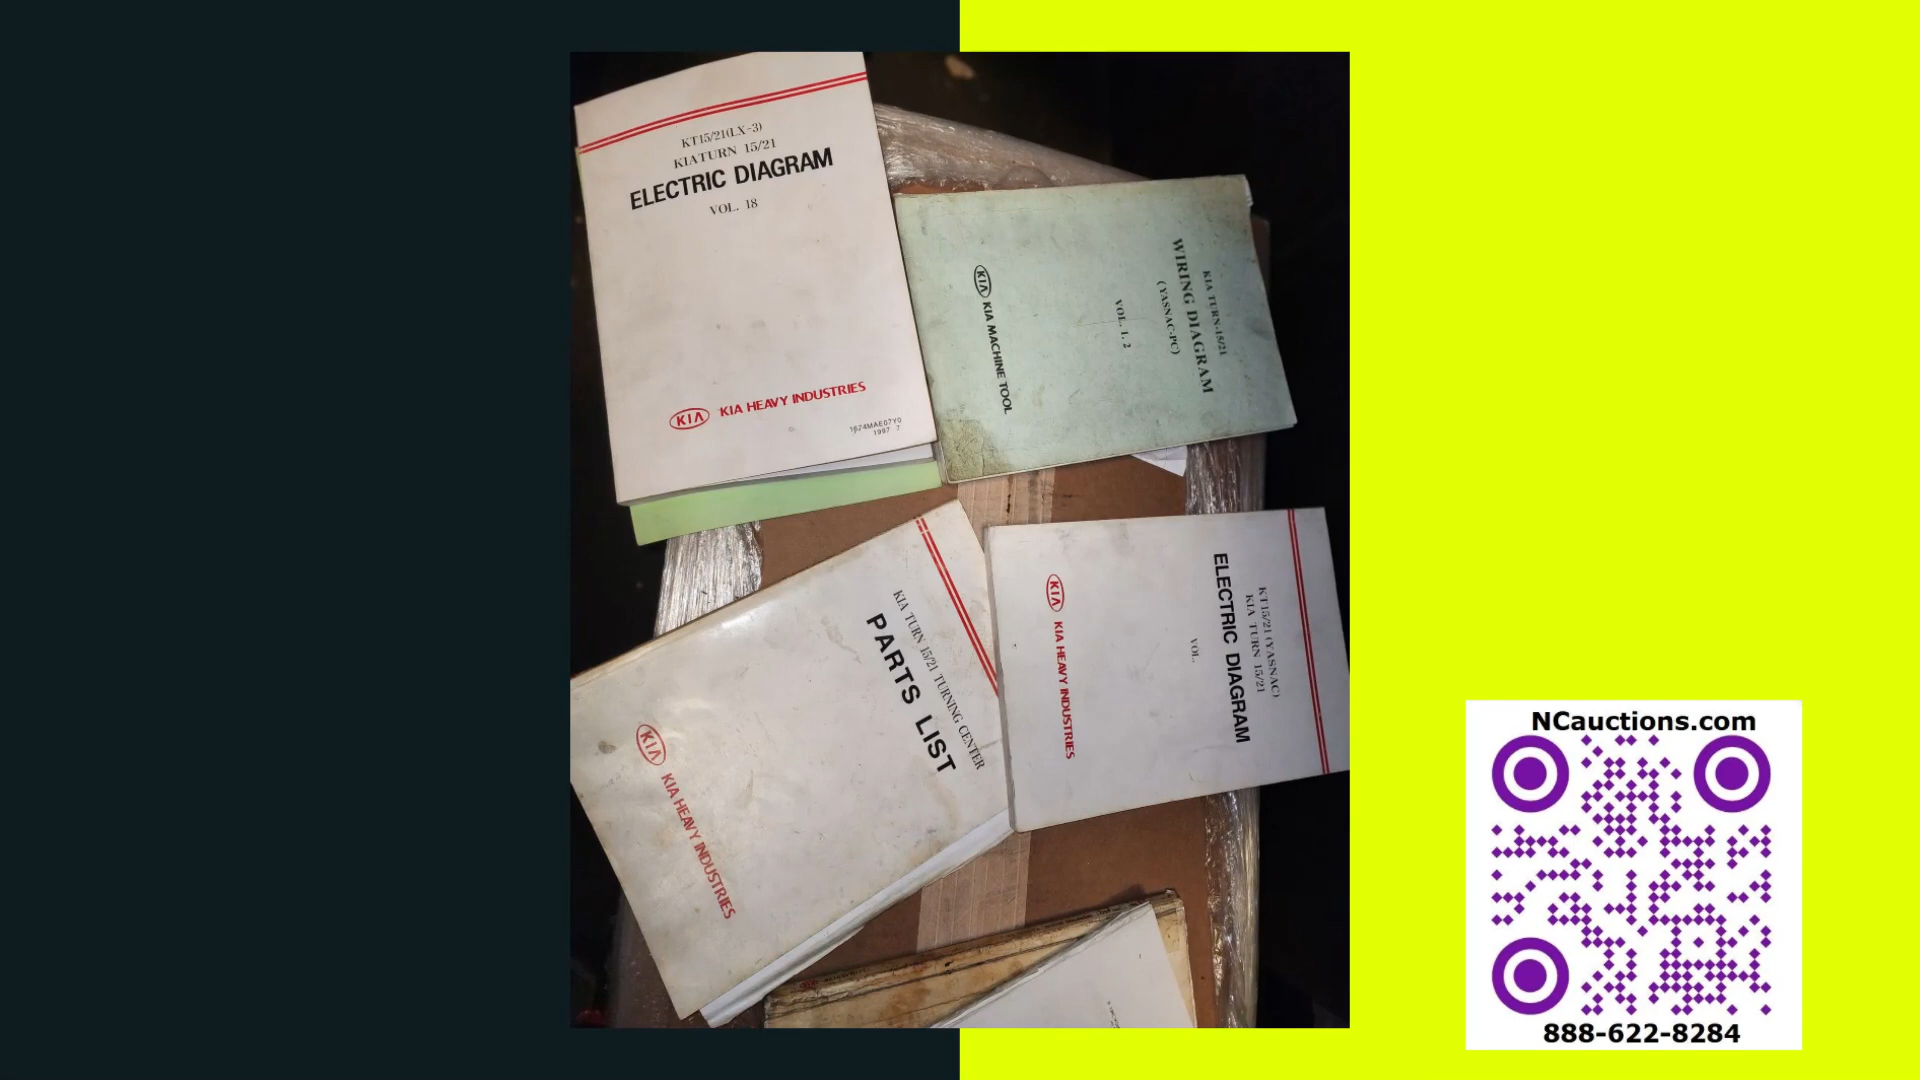 KT15/21(LX-3)
KIATURN 15/21
ELECTRIC DIAGRAM
VOL. 18
KIA KIA HEAVY INDUSTRIES
1674MAE07Y0
1997 7
KIA TURN-15/21
WIRING DIAGRAM
(YASNAC-PC)
VOL. 1. 2
KIA KIA MACHINE TOOL
KIA TURN 15/21 TURNING CENTER
PARTS LIST
KIA KIA HEAVY INDUSTRIES
KT15/21 (YASNAC)
KIA TURN 15/21
ELECTRIC DIAGRAM
VOL.
KIA KIA HEAVY INDUSTRIES
NCauctions.com
888-622-8284